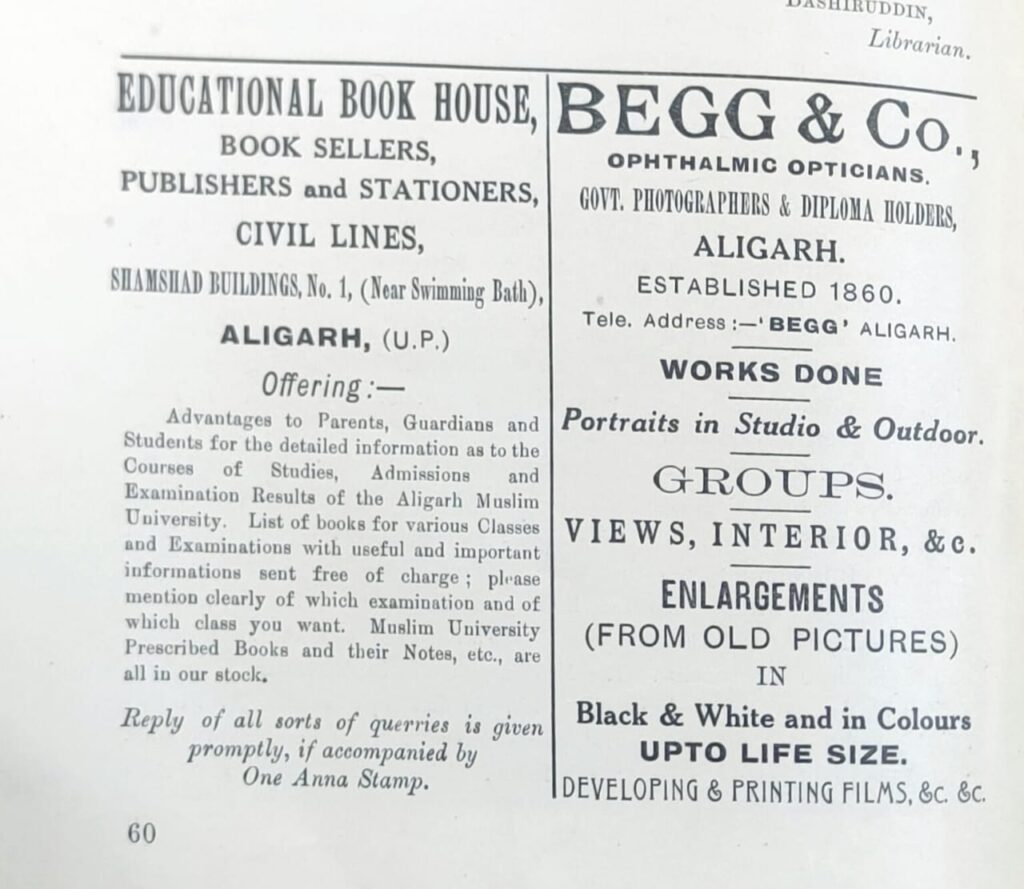 BASHIRUDDIN,
Librarian.
EDUCATIONAL BOOK HOUSE,
BOOK SELLERS,
PUBLISHERS and STATIONERS,
CIVIL LINES,
SHAMSHAD BUILDINGS, No. 1, (Near Swimming Bath),
ALIGARH, (U.P.)
Offering :—
Advantages to Parents, Guardians and
Students for the detailed information as to the
Courses of Studies, Admissions and
Examination Results of the Aligarh Muslim
University. List of books for various Classes
and Examinations with useful and important
informations sent free of charge ; please
mention clearly of which examination and of
which class you want. Muslim University
Prescribed Books and their Notes, etc., are
all in our stock.
Reply of all sorts of querries is given
promptly, if accompanied by
One Anna Stamp.
60
BEGG & Co.,
OPHTHALMIC OPTICIANS.
GOVT. PHOTOGRAPHERS & DIPLOMA HOLDERS,
ALIGARH.
ESTABLISHED 1860.
Tele. Address :—'BEGG' ALIGARH.
WORKS DONE
Portraits in Studio & Outdoor.
GROUPS.
VIEWS, INTERIOR, &c.
ENLARGEMENTS
(FROM OLD PICTURES)
IN
Black & White and in Colours
UPTO LIFE SIZE.
DEVELOPING & PRINTING FILMS, &c. &c.